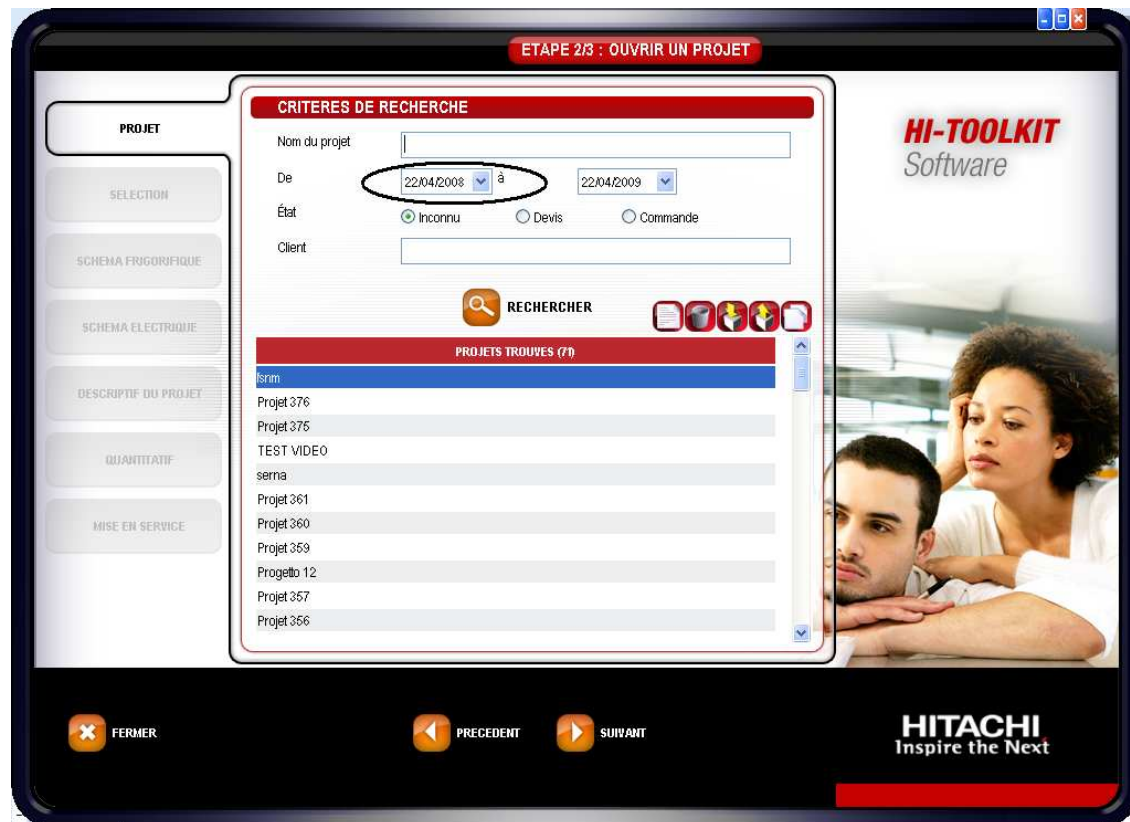 ETAPE 2/3 : OUVRIR UN PROJET
PROJET
SELECTION
SCHEMA FRIGORIFIQUE
SCHEMA ELECTRIQUE
DESCRIPTIF DU PROJET
QUANTITATIF
MISE EN SERVICE
CRITERES DE RECHERCHE
Nom du projet
De 22/04/2008 à 22/04/2009
État Inconnu Devis Commande
Client
RECHERCHER
PROJETS TROUVES (71)
fsnm
Projet 376
Projet 375
TEST VIDEO
serna
Projet 361
Projet 360
Projet 359
Progetto 12
Projet 357
Projet 356
HI-TOOLKIT
Software
FERMER
PRECEDENT
SUIVANT
HITACHI
Inspire the Next